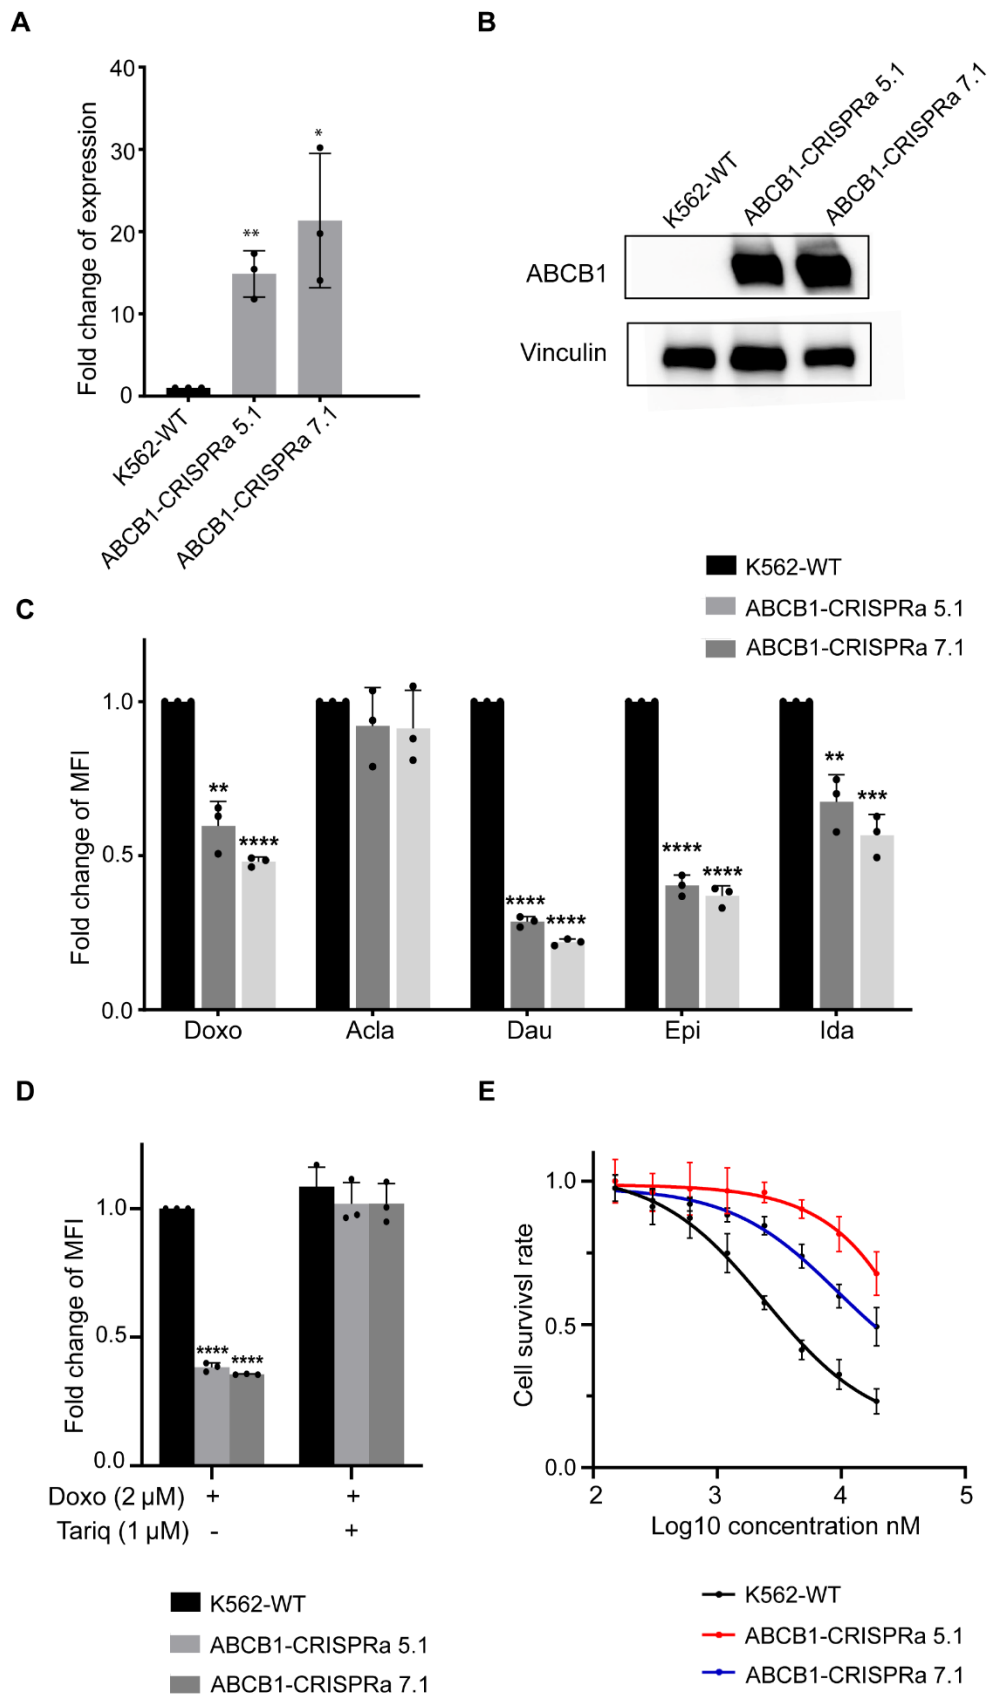 A
40
30
20
10
0
Fold change of expression
**
*
K562-WT
ABCB1-CRISPRa 5.1
ABCB1-CRISPRa 7.1
B
K562-WT
ABCB1-CRISPRa 5.1
ABCB1-CRISPRa 7.1
ABCB1
Vinculin
K562-WT
ABCB1-CRISPRa 5.1
ABCB1-CRISPRa 7.1
C
1.0
0.5
0.0
Fold change of MFI
**
****
****
****
****
****
**
***
Doxo
Acla
Dau
Epi
Ida
D
1.0
0.5
0.0
Fold change of MFI
****
****
Doxo (2 µM) + +
Tariq (1 µM) - +
K562-WT
ABCB1-CRISPRa 5.1
ABCB1-CRISPRa 7.1
E
1.0
0.5
0.0
Cell survivsl rate
2 3 4 5
Log10 concentration nM
K562-WT
ABCB1-CRISPRa 5.1
ABCB1-CRISPRa 7.1